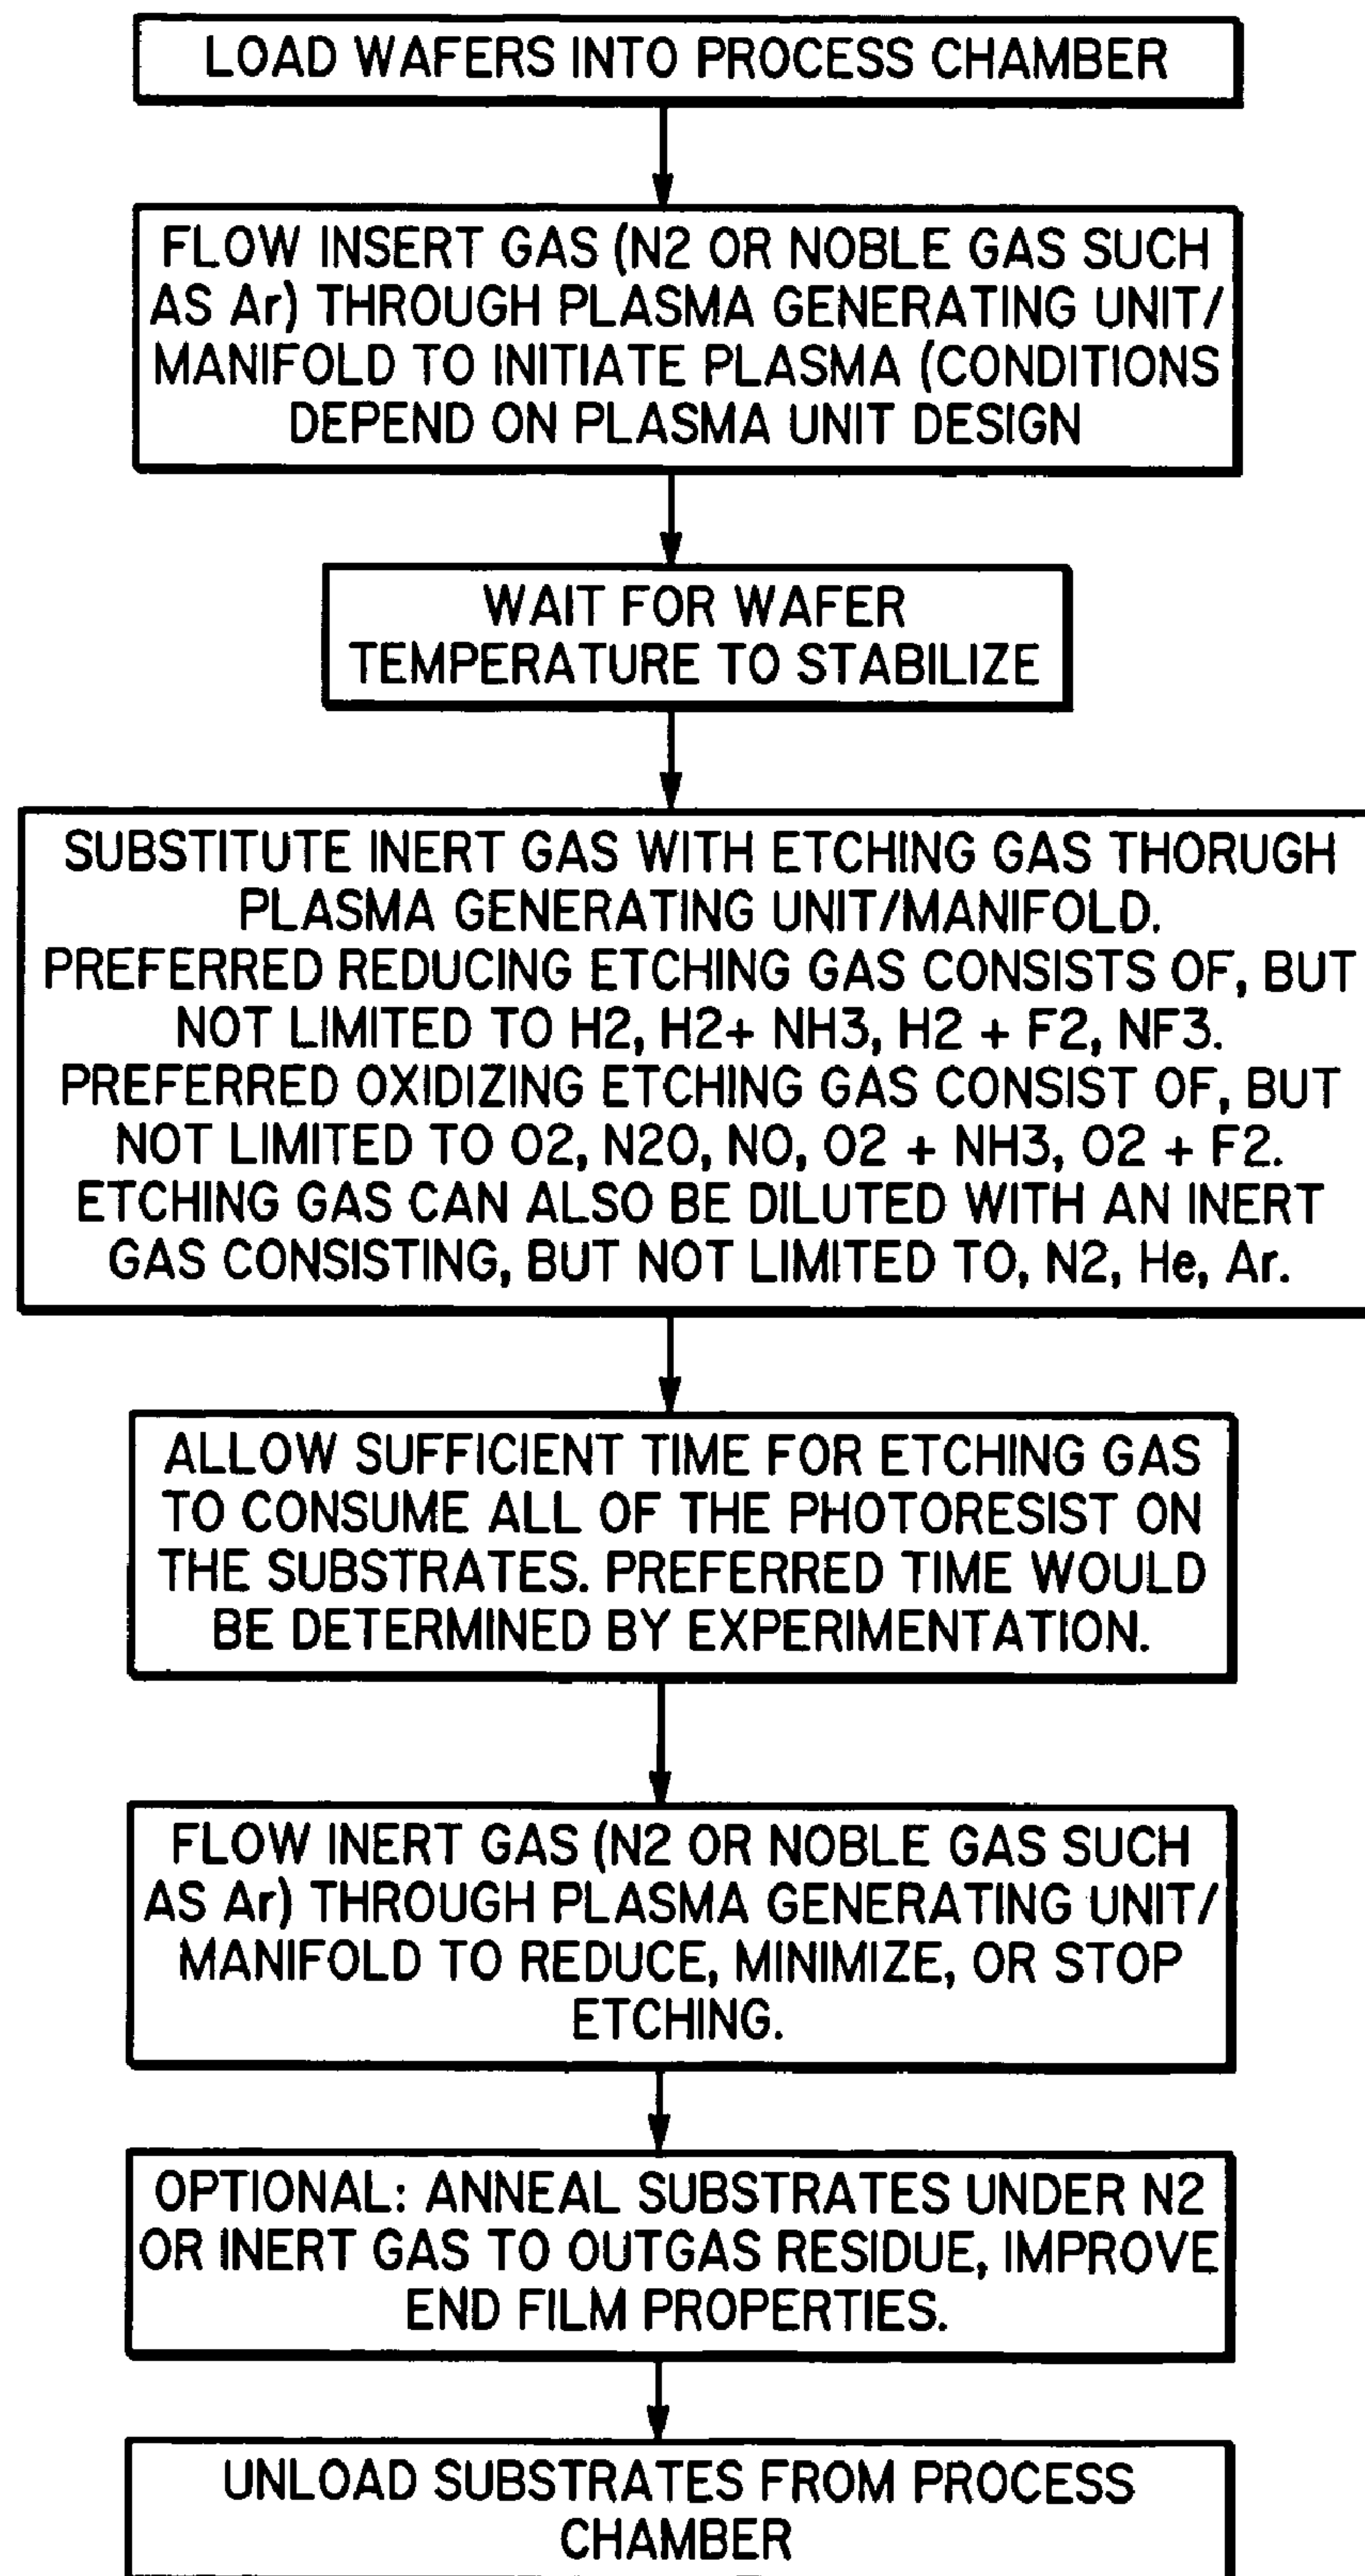 LOAD WAFERS INTO PROCESS CHAMBER
FLOW INSERT GAS (N2 OR NOBLE GAS SUCH
AS Ar) THROUGH PLASMA GENERATING UNIT/
MANIFOLD TO INITIATE PLASMA (CONDITIONS
DEPEND ON PLASMA UNIT DESIGN
WAIT FOR WAFER
TEMPERATURE TO STABILIZE
SUBSTITUTE INERT GAS WITH ETCHING GAS THORUGH
PLASMA GENERATING UNIT/MANIFOLD.
PREFERRED REDUCING ETCHING GAS CONSISTS OF, BUT
NOT LIMITED TO H2, H2+ NH3, H2 + F2, NF3.
PREFERRED OXIDIZING ETCHING GAS CONSIST OF, BUT
NOT LIMITED TO O2, N2O, NO, O2 + NH3, O2 + F2.
ETCHING GAS CAN ALSO BE DILUTED WITH AN INERT
GAS CONSISTING, BUT NOT LIMITED TO, N2, He, Ar.
ALLOW SUFFICIENT TIME FOR ETCHING GAS
TO CONSUME ALL OF THE PHOTORESIST ON
THE SUBSTRATES. PREFERRED TIME WOULD
BE DETERMINED BY EXPERIMENTATION.
FLOW INERT GAS (N2 OR NOBLE GAS SUCH
AS Ar) THROUGH PLASMA GENERATING UNIT/
MANIFOLD TO REDUCE, MINIMIZE, OR STOP
ETCHING.
OPTIONAL: ANNEAL SUBSTRATES UNDER N2
OR INERT GAS TO OUTGAS RESIDUE, IMPROVE
END FILM PROPERTIES.
UNLOAD SUBSTRATES FROM PROCESS
CHAMBER